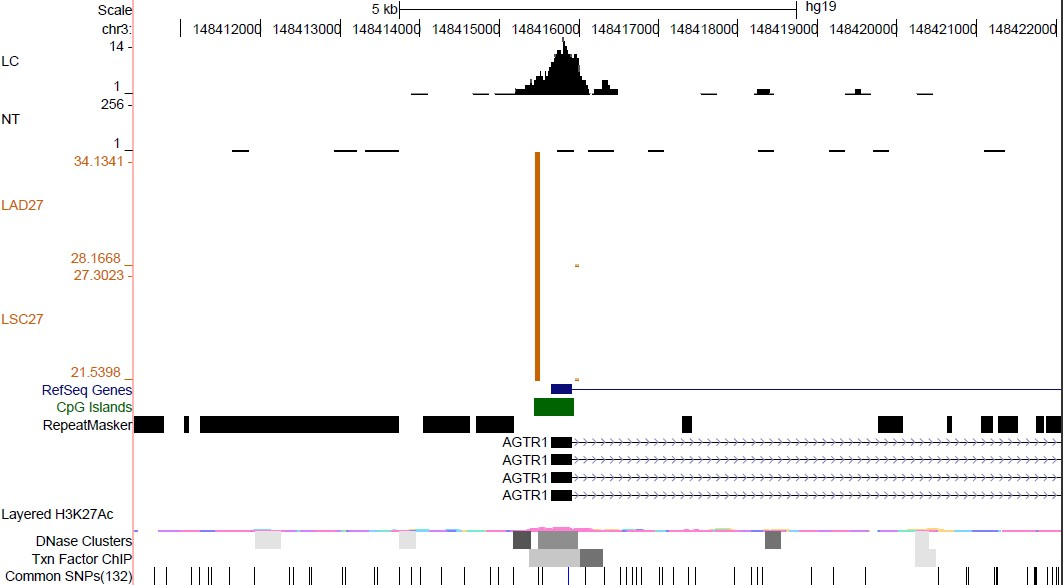 Scale 5 kb hg19
chr3: 148412000 148413000 148414000 148415000 148416000 148417000 148418000 148419000 148420000 148421000 148422000
14
LC
1
256
NT
1
34.1341
LAD27
28.1668
27.3023
LSC27
21.5398
RefSeq Genes
CpG Islands
RepeatMasker
AGTR1
AGTR1
AGTR1
AGTR1
Layered H3K27Ac
DNase Clusters
Txn Factor ChIP
Common SNPs(132)